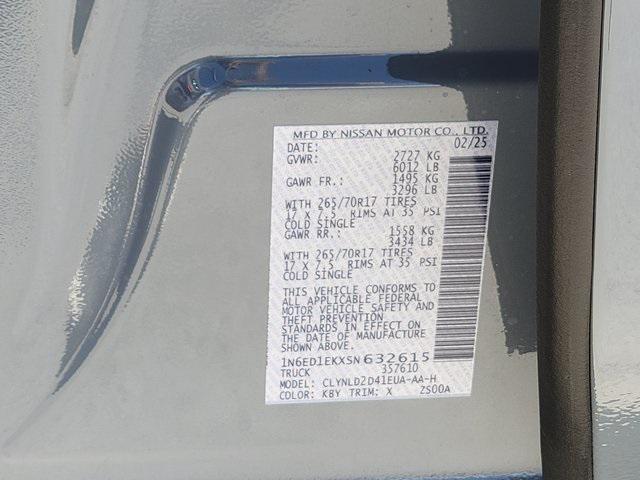 MFD BY NISSAN MOTOR CO., LTD.
DATE: 02/25
GVWR: 2727 KG
6012 LB
GAWR FR.: 1495 KG
3296 LB
WITH 265/70R17 TIRES
17 X 7.5 RIMS AT 35 PSI
COLD SINGLE
GAWR RR.: 1558 KG
3434 LB
WITH 265/70R17 TIRES
17 X 7.5 RIMS AT 35 PSI
COLD SINGLE
THIS VEHICLE CONFORMS TO
ALL APPLICABLE FEDERAL
MOTOR VEHICLE SAFETY AND
THEFT PREVENTION
STANDARDS IN EFFECT ON
THE DATE OF MANUFACTURE
SHOWN ABOVE.
1N6ED1EKXSN632615
TRUCK 357610
MODEL: CLYNLD2D41EUA-AA-H
COLOR: KBY TRIM: X ZS00A